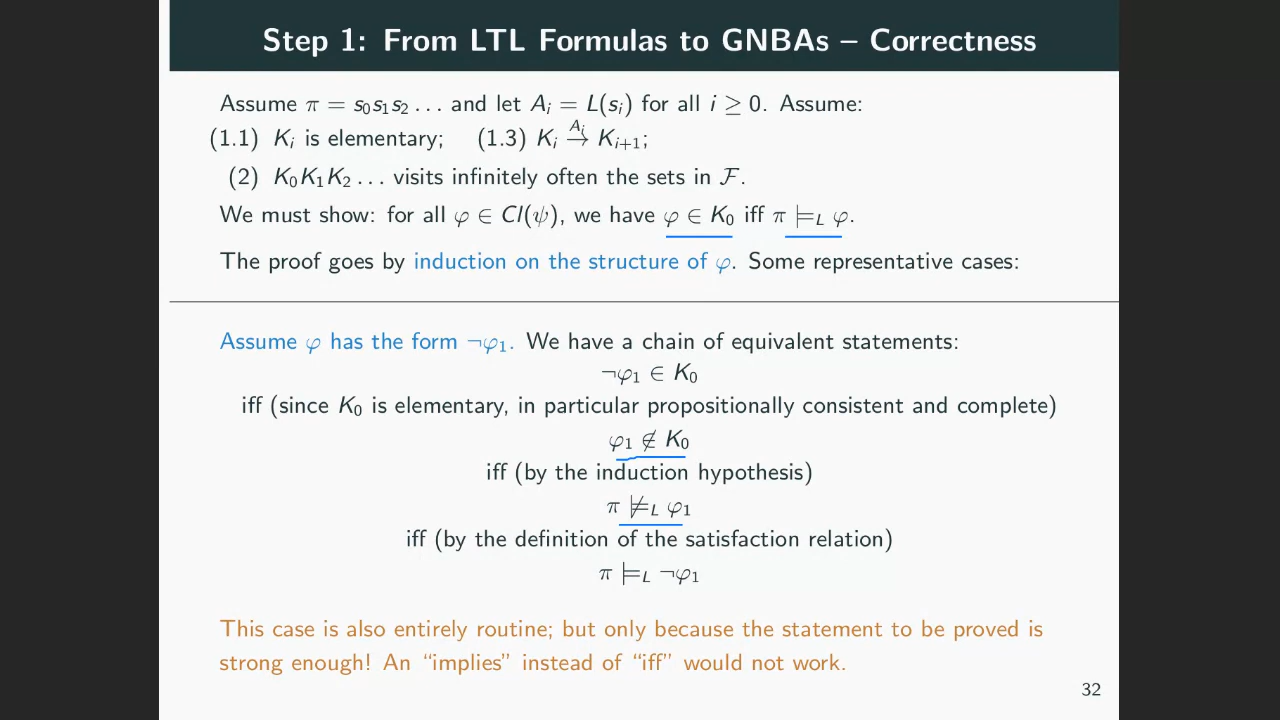 Step 1: From LTL Formulas to GNBAs – Correctness
Assume π = s₀s₁s₂ . . . and let Aᵢ = L(sᵢ) for all i ≥ 0. Assume:
(1.1) Kᵢ is elementary; (1.3) Kᵢ →^{Aᵢ} Kᵢ₊₁;
(2) K₀K₁K₂ . . . visits infinitely often the sets in ℱ.
We must show: for all φ ∈ Cl(ψ), we have φ ∈ K₀ iff π ⊨_L φ.
The proof goes by induction on the structure of φ. Some representative cases:
Assume φ has the form ¬φ₁. We have a chain of equivalent statements:
¬φ₁ ∈ K₀
iff (since K₀ is elementary, in particular propositionally consistent and complete)
φ₁ ∉ K₀
iff (by the induction hypothesis)
π ⊭_L φ₁
iff (by the definition of the satisfaction relation)
π ⊨_L ¬φ₁
This case is also entirely routine; but only because the statement to be proved is
strong enough! An “implies” instead of “iff” would not work.
32